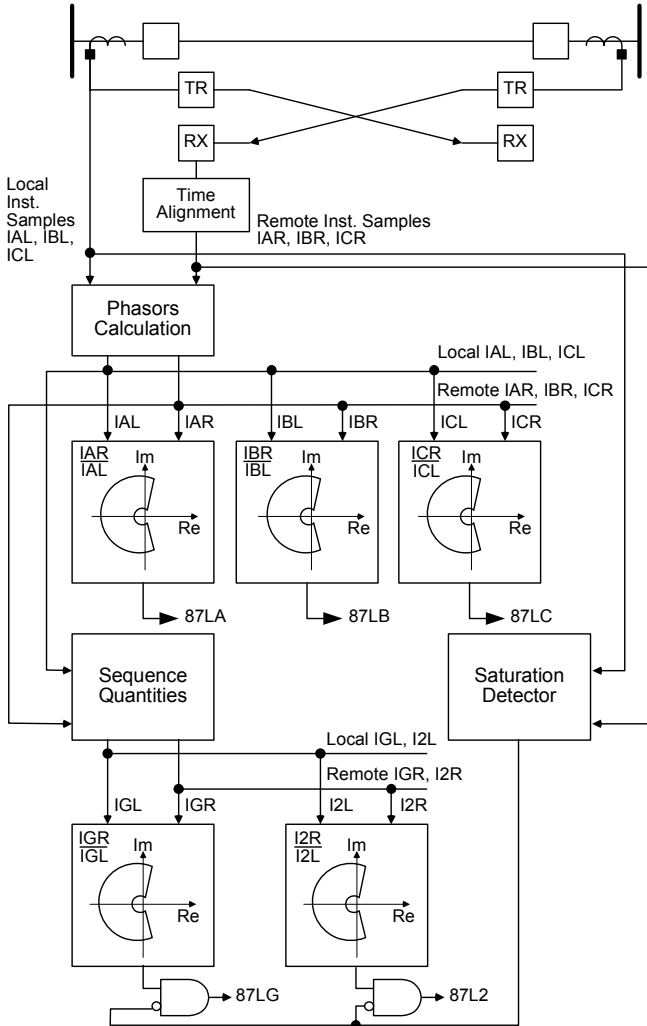 TR
TR
RX
RX
Time
Alignment
Local
Inst.
Samples
IAL, IBL,
ICL
Remote Inst. Samples
IAR, IBR, ICR
Phasors
Calculation
Local IAL, IBL, ICL
Remote IAR, IBR, ICR
IAL
IAR
IBL
IBR
ICL
ICR
IAR
IAL
Im
Re
IBR
IBL
Im
Re
ICR
ICL
Im
Re
87LA
87LB
87LC
Sequence
Quantities
Saturation
Detector
Local IGL, I2L
Remote IGR, I2R
IGL
IGR
I2L
I2R
IGR
IGL
Im
Re
I2R
I2L
Im
Re
87LG
87L2